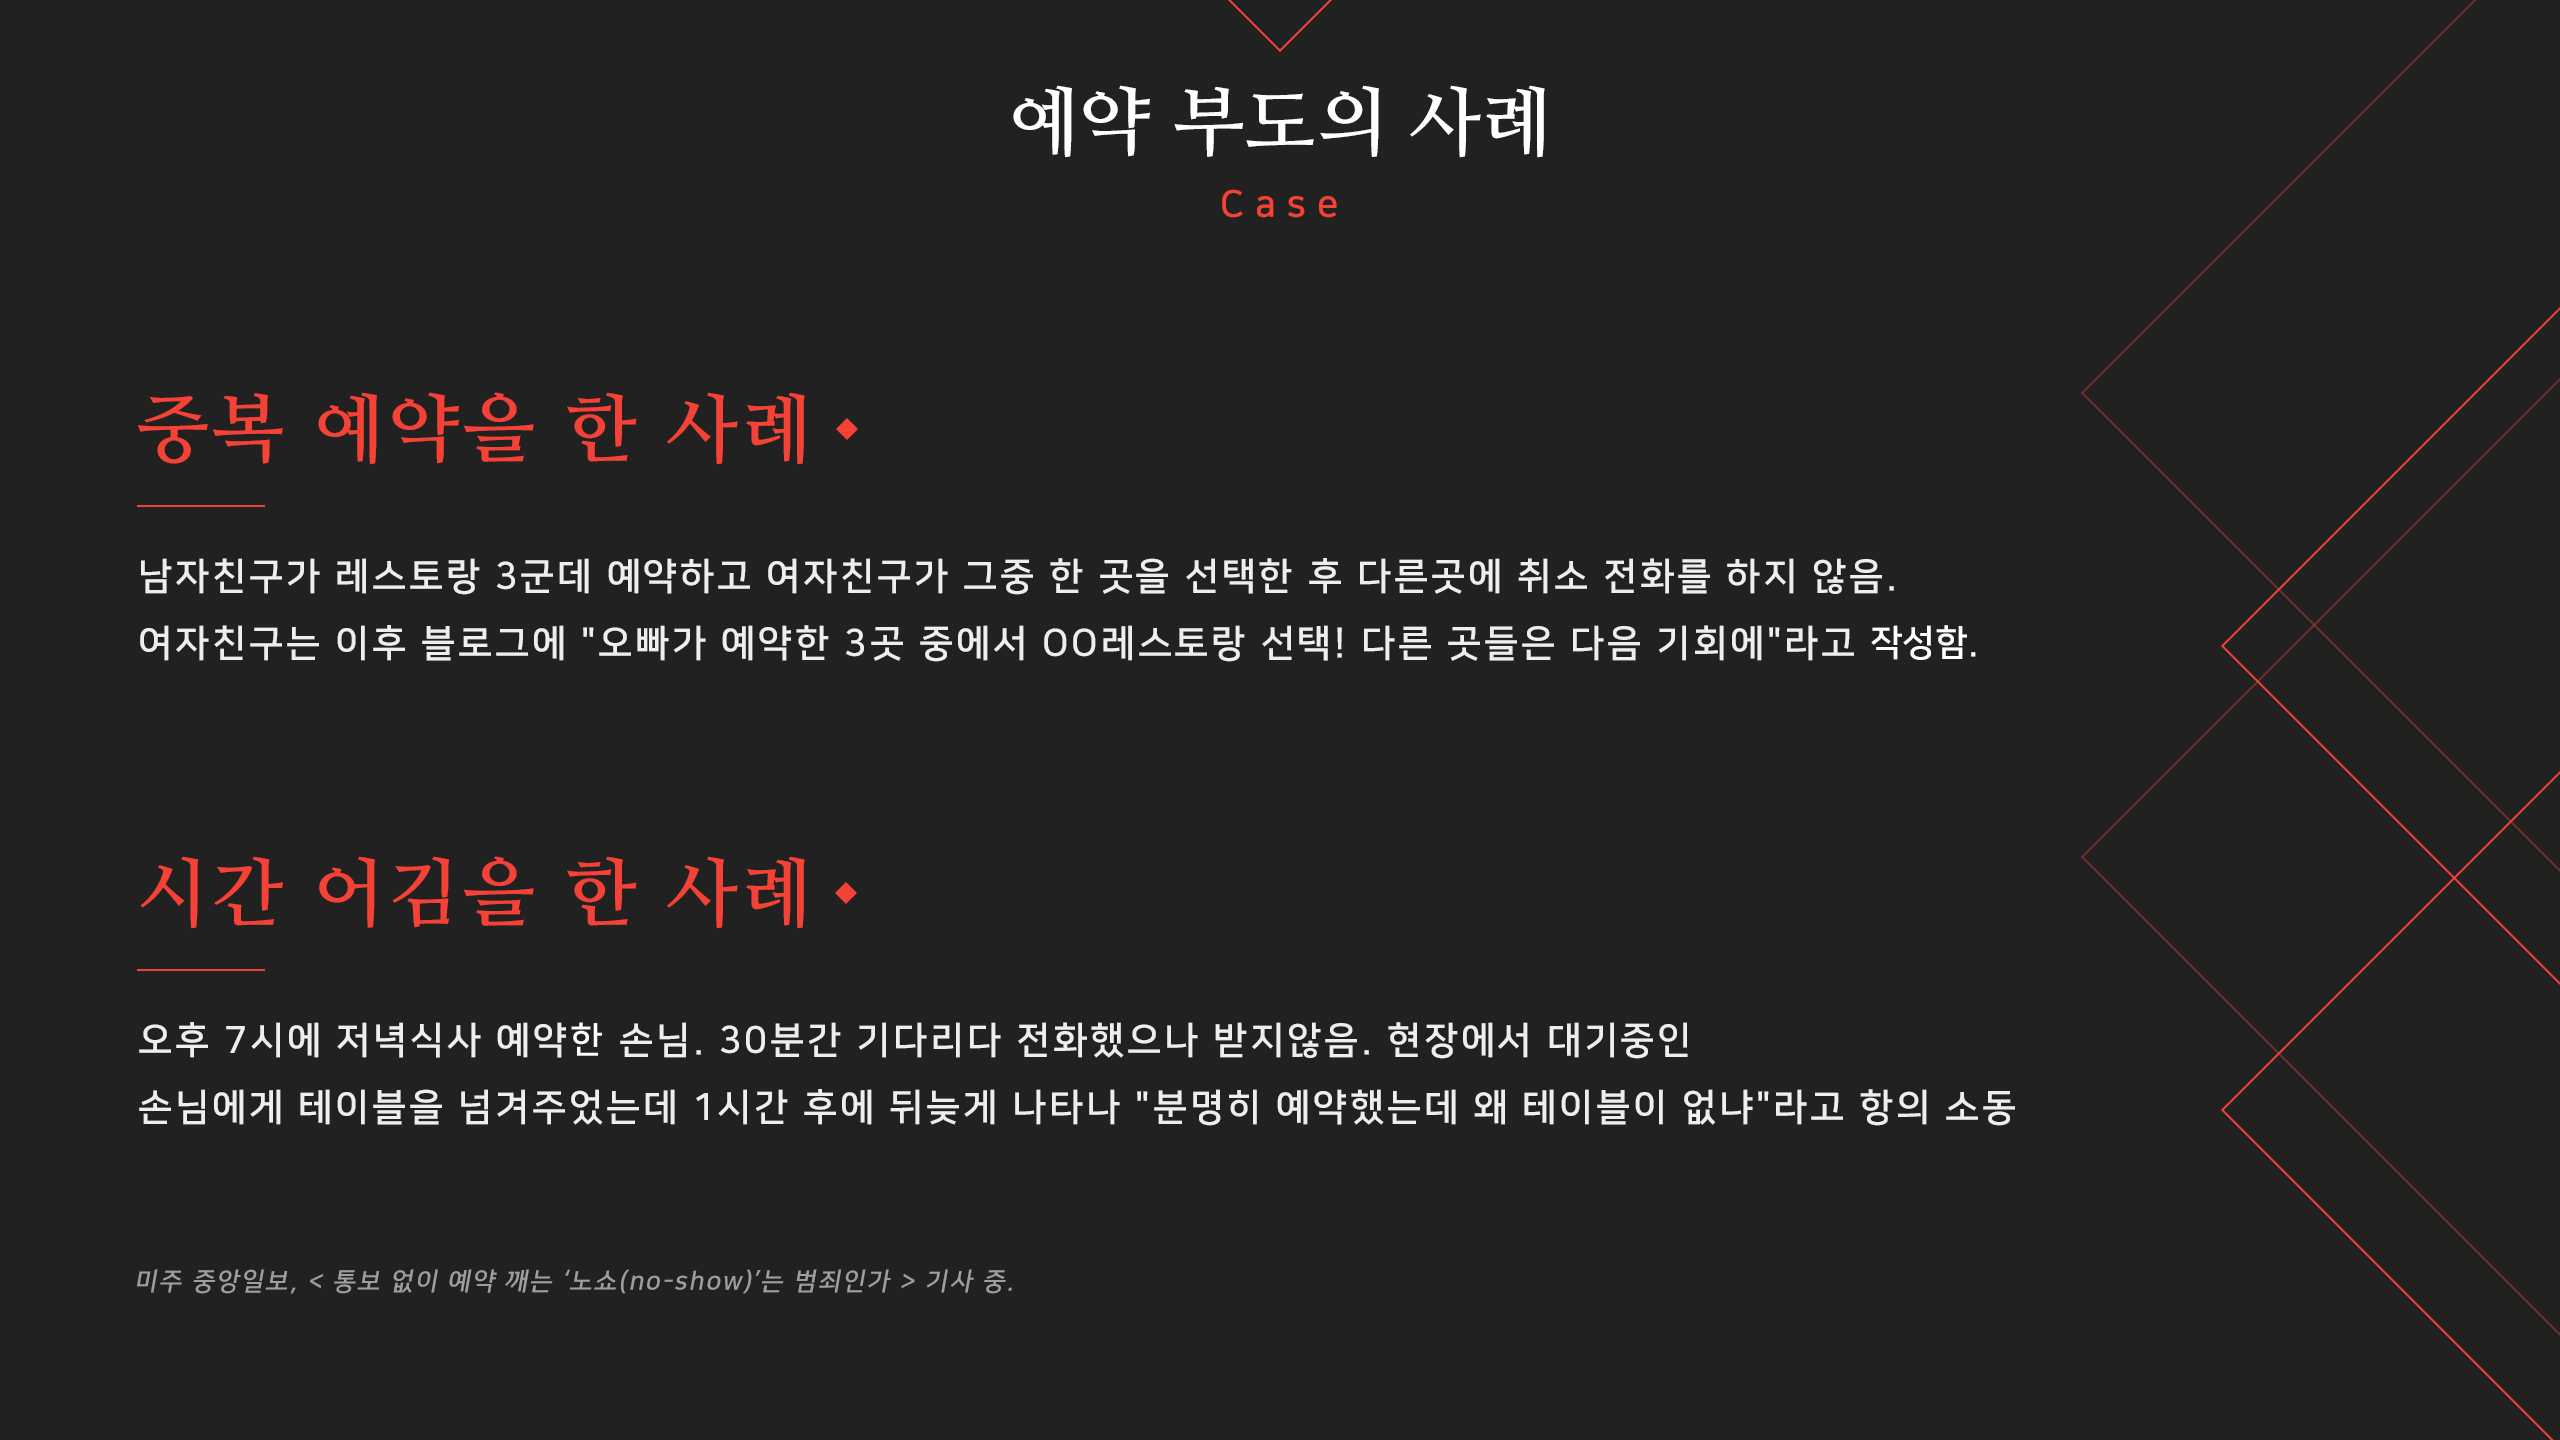 예약 부도의 사례
Case
중복 예약을 한 사례
남자친구가 레스토랑 3군데 예약하고 여자친구가 그중 한 곳을 선택한 후 다른곳에 취소 전화를 하지 않음.
여자친구는 이후 블로그에 "오빠가 예약한 3곳 중에서 OO레스토랑 선택! 다른 곳들은 다음 기회에"라고 작성함.
시간 어김을 한 사례
오후 7시에 저녁식사 예약한 손님. 30분간 기다리다 전화했으나 받지않음. 현장에서 대기중인
손님에게 테이블을 넘겨주었는데 1시간 후에 뒤늦게 나타나 "분명히 예약했는데 왜 테이블이 없냐"라고 항의 소동
미주 중앙일보, < 통보 없이 예약 깨는 ‘노쇼(no-show)’는 범죄인가 > 기사 중.